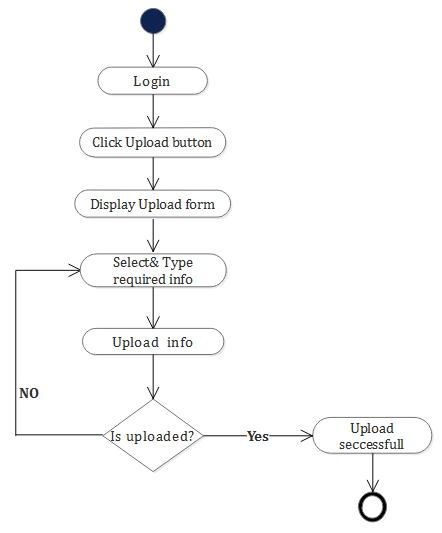 Login
Click Upload button
Display Upload form
Select& Type
required info
Upload info
NO
Is uploaded?
Yes
Upload
seccessfull